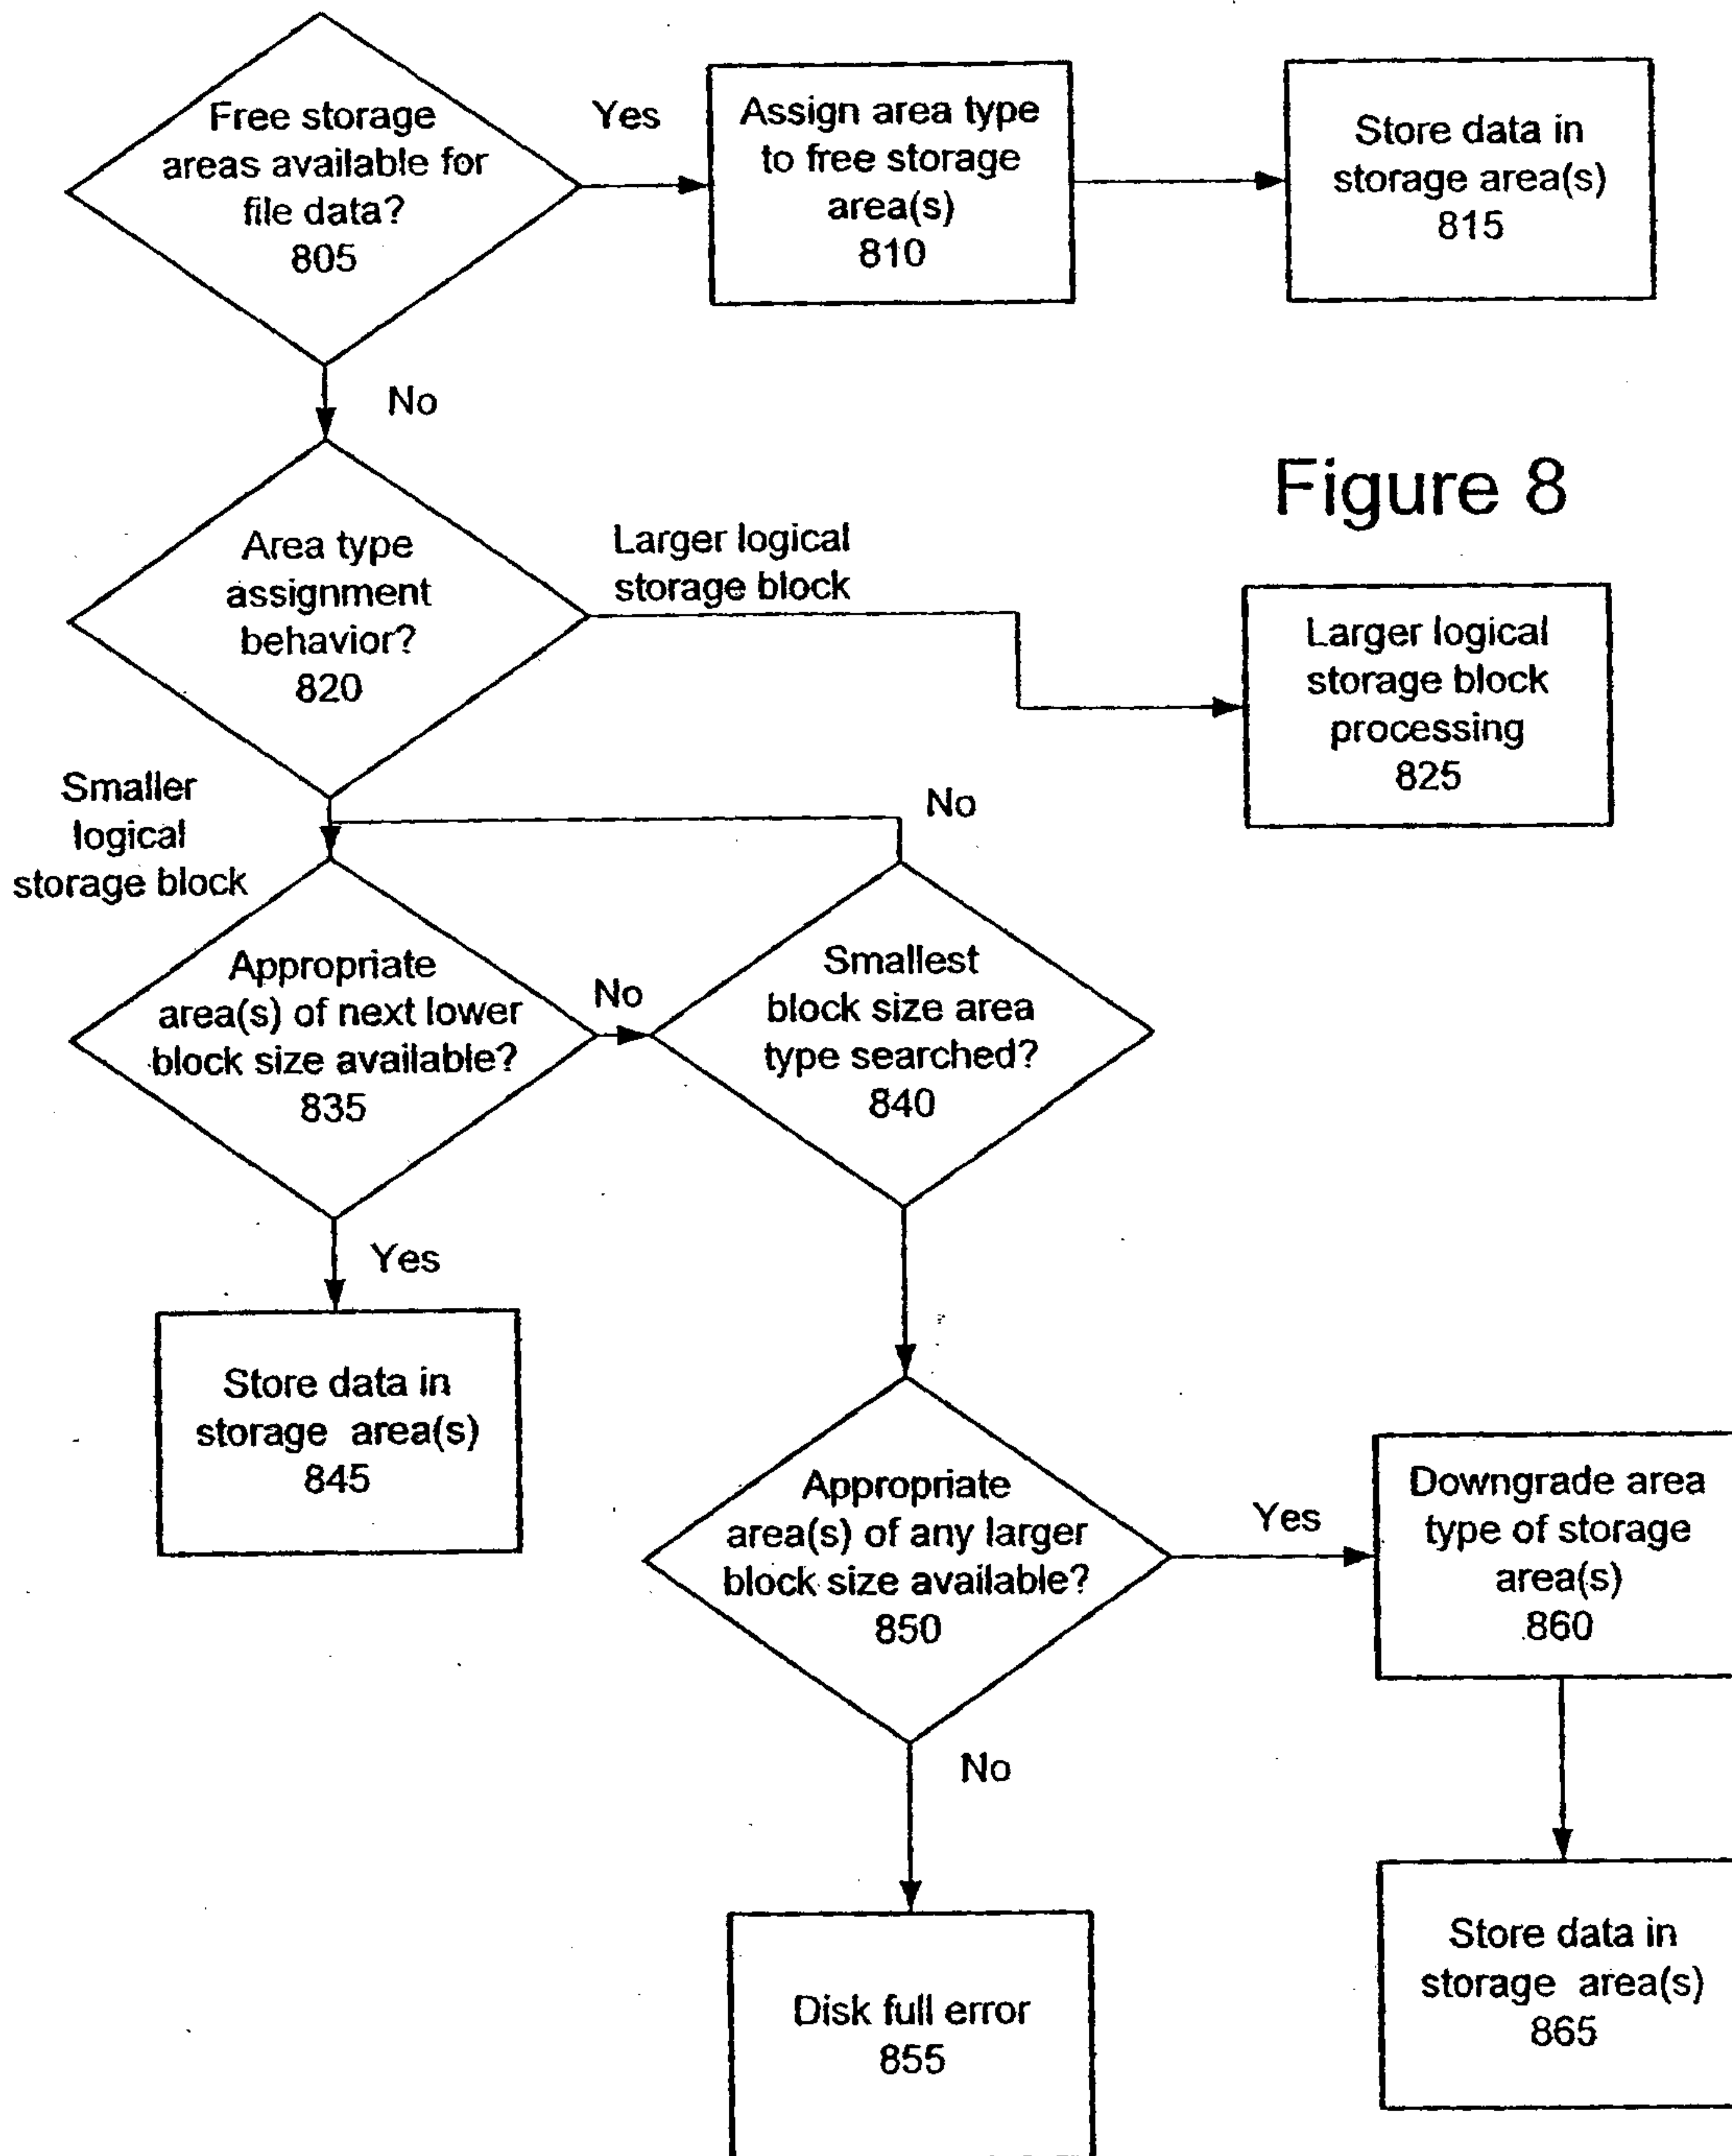 Free storage
areas available for
file data?
805
Yes
Assign area type
to free storage
area(s)
810
Store data in
storage area(s)
815
No
Figure 8
Area type
assignment
behavior?
820
Larger logical
storage block
Larger logical
storage block
processing
825
Smaller
logical
storage block
No
Appropriate
area(s) of next lower
block size available?
835
No
Smallest
block size area
type searched?
840
Yes
Store data in
storage area(s)
845
Appropriate
area(s) of any larger
block size available?
850
Yes
Downgrade area
type of storage
area(s)
860
No
Disk full error
855
Store data in
storage area(s)
865